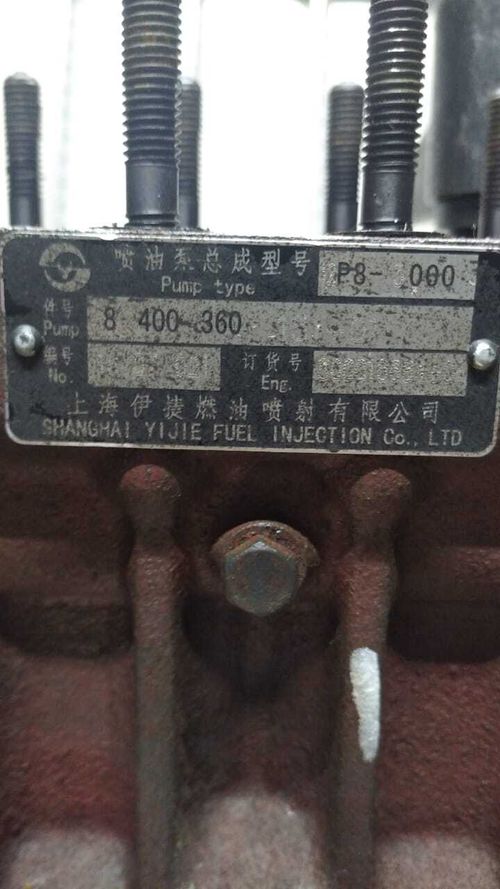 喷油泵总成型号 P8- 000
Pump type
件号 8 400-360
Pump
编号 订货号
No. Eng.
上海伊捷燃油喷射有限公司
SHANGHAI YIJIE FUEL INJECTION Co., LTD